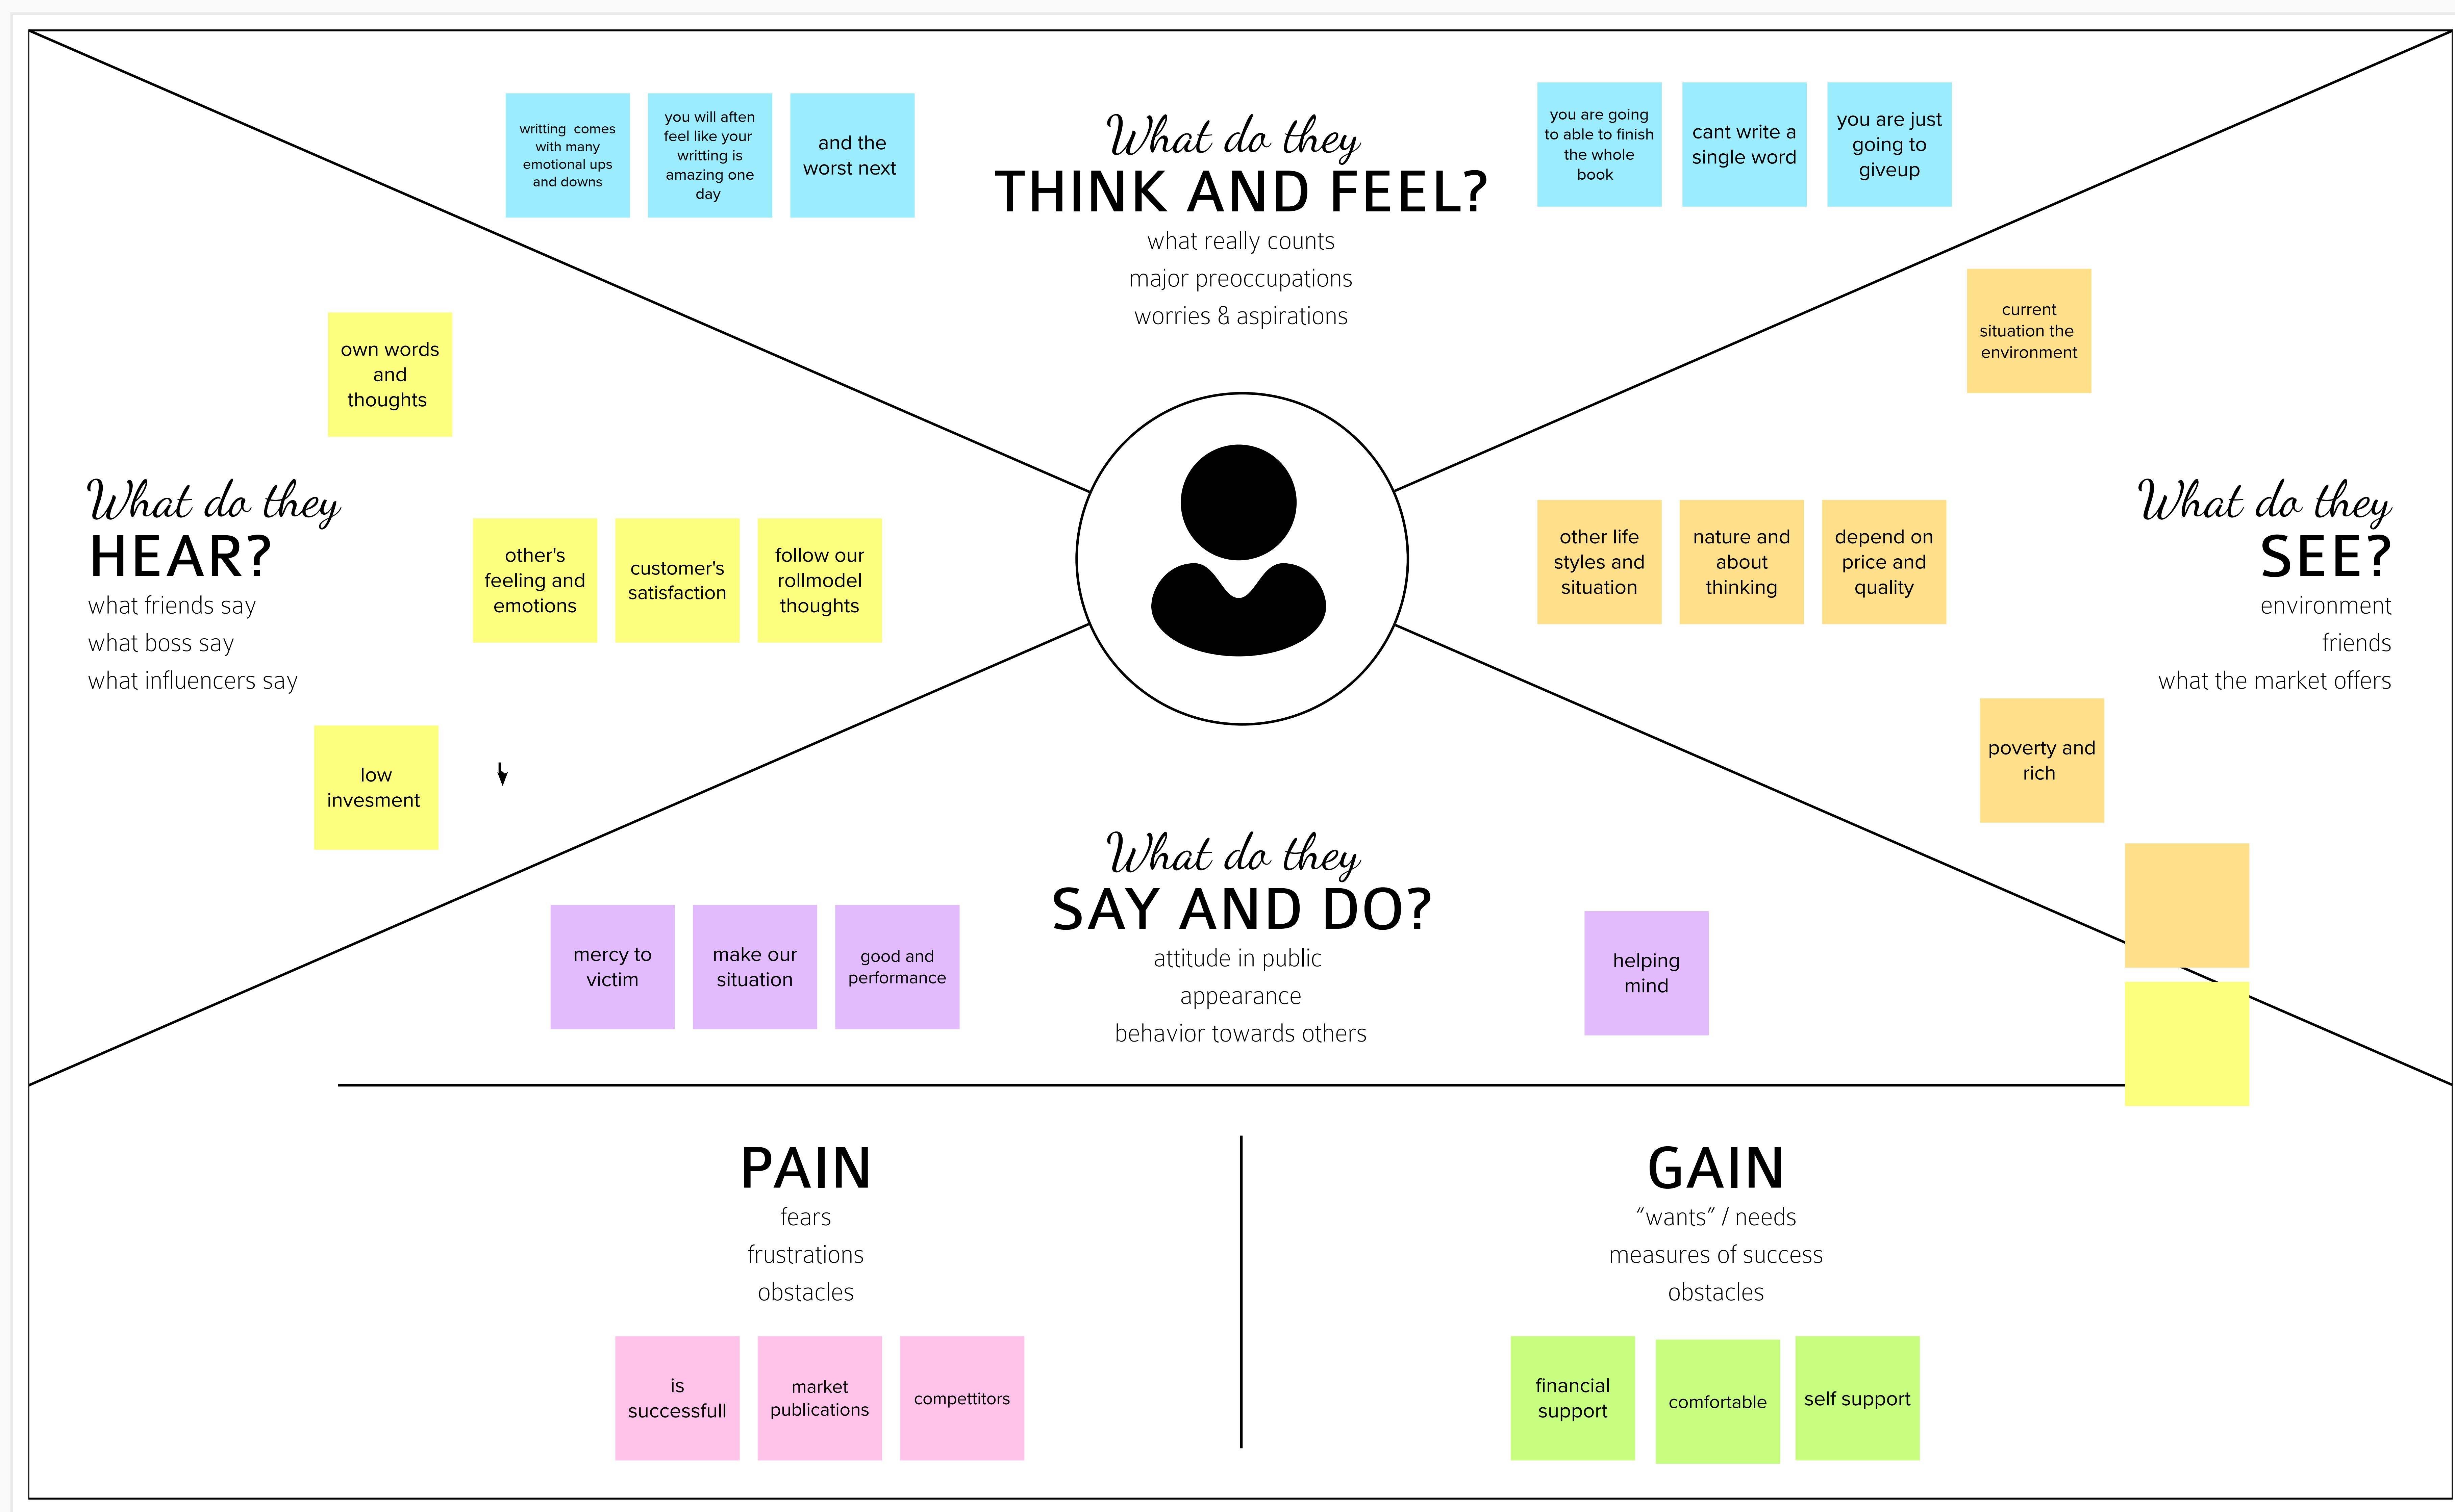 writting comes
with many
emotional ups
and downs
you will aften
feel like your
writting is
amazing one
day
and the
worst next
What do they
THINK AND FEEL?
what really counts
major preoccupations
worries & aspirations
you are going
to able to finish
the whole
book
cant write a
single word
you are just
going to
giveup
own words
and
thoughts
What do they
HEAR?
what friends say
what boss say
what influencers say
other's
feeling and
emotions
customer's
satisfaction
follow our
rollmodel
thoughts
low
invesment
current
situation the
environment
other life
styles and
situation
nature and
about
thinking
depend on
price and
quality
What do they
SEE?
environment
friends
what the market offers
poverty and
rich
What do they
SAY AND DO?
attitude in public
appearance
behavior towards others
mercy to
victim
make our
situation
good and
performance
helping
mind
PAIN
fears
frustrations
obstacles
is
successfull
market
publications
compettitors
GAIN
“wants” / needs
measures of success
obstacles
financial
support
comfortable
self support